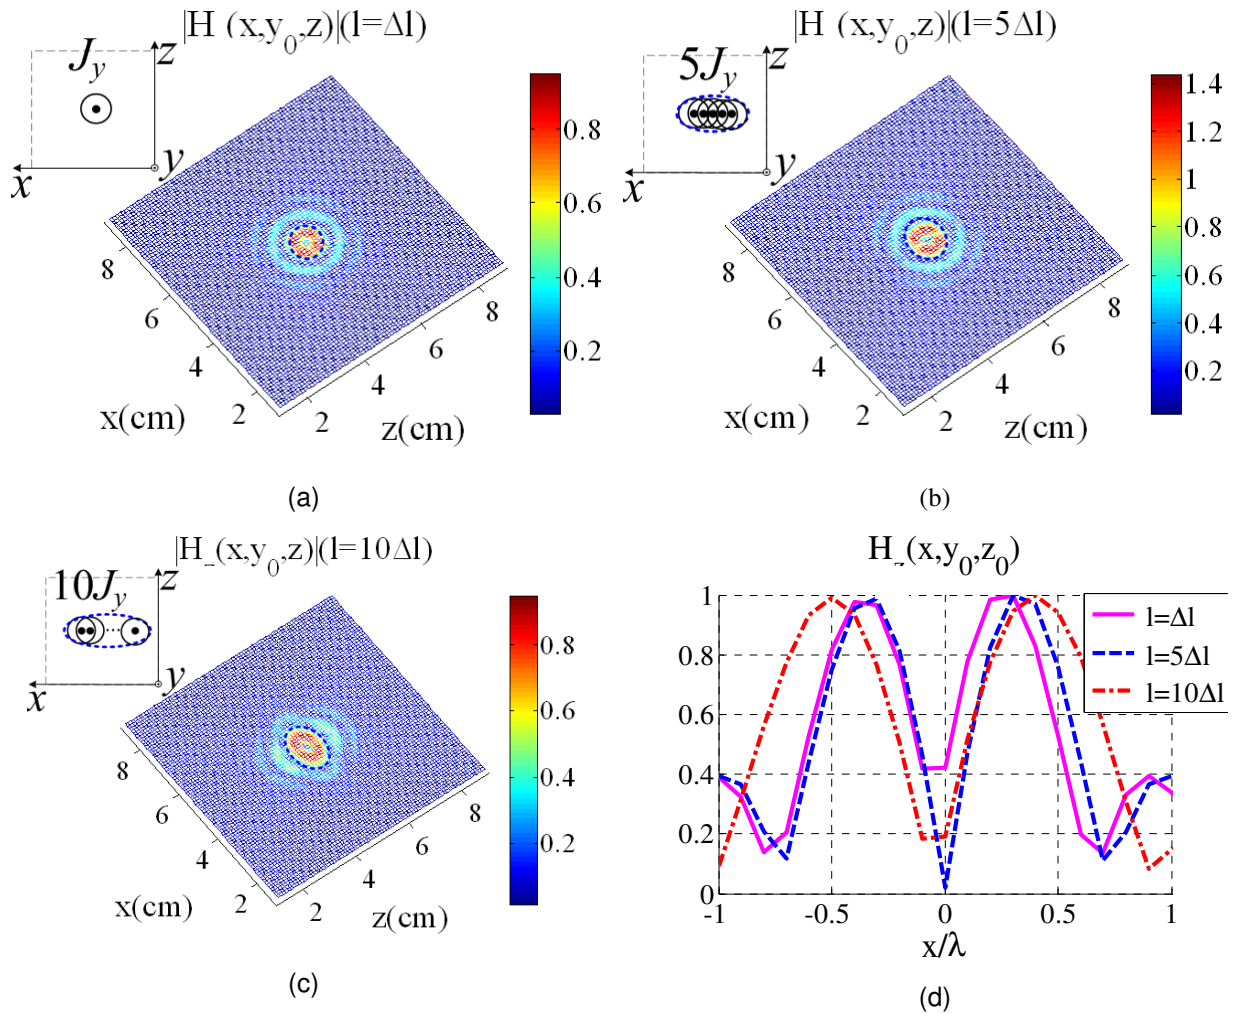 |H (x,y0,z)|(l=Δl)
Jy
z
x
y
0.8
0.6
0.4
0.2
8
6
4
2
x(cm)
2
4
6
8
z(cm)
(a)
|H (x,y0,z)|(l=5Δl)
5Jy
z
x
y
1.4
1.2
1
0.8
0.6
0.4
0.2
8
6
4
2
x(cm)
2
4
6
8
z(cm)
(b)
|H_(x,y0,z)|(l=10Δl)
10Jy
...
z
x
y
0.8
0.6
0.4
0.2
8
6
4
2
x(cm)
2
4
6
8
z(cm)
(c)
Hz(x,y0,z0)
1
0.8
0.6
0.4
0.2
0
-1
-0.5
0
0.5
1
x/λ
l=Δl
l=5Δl
l=10Δl
(d)